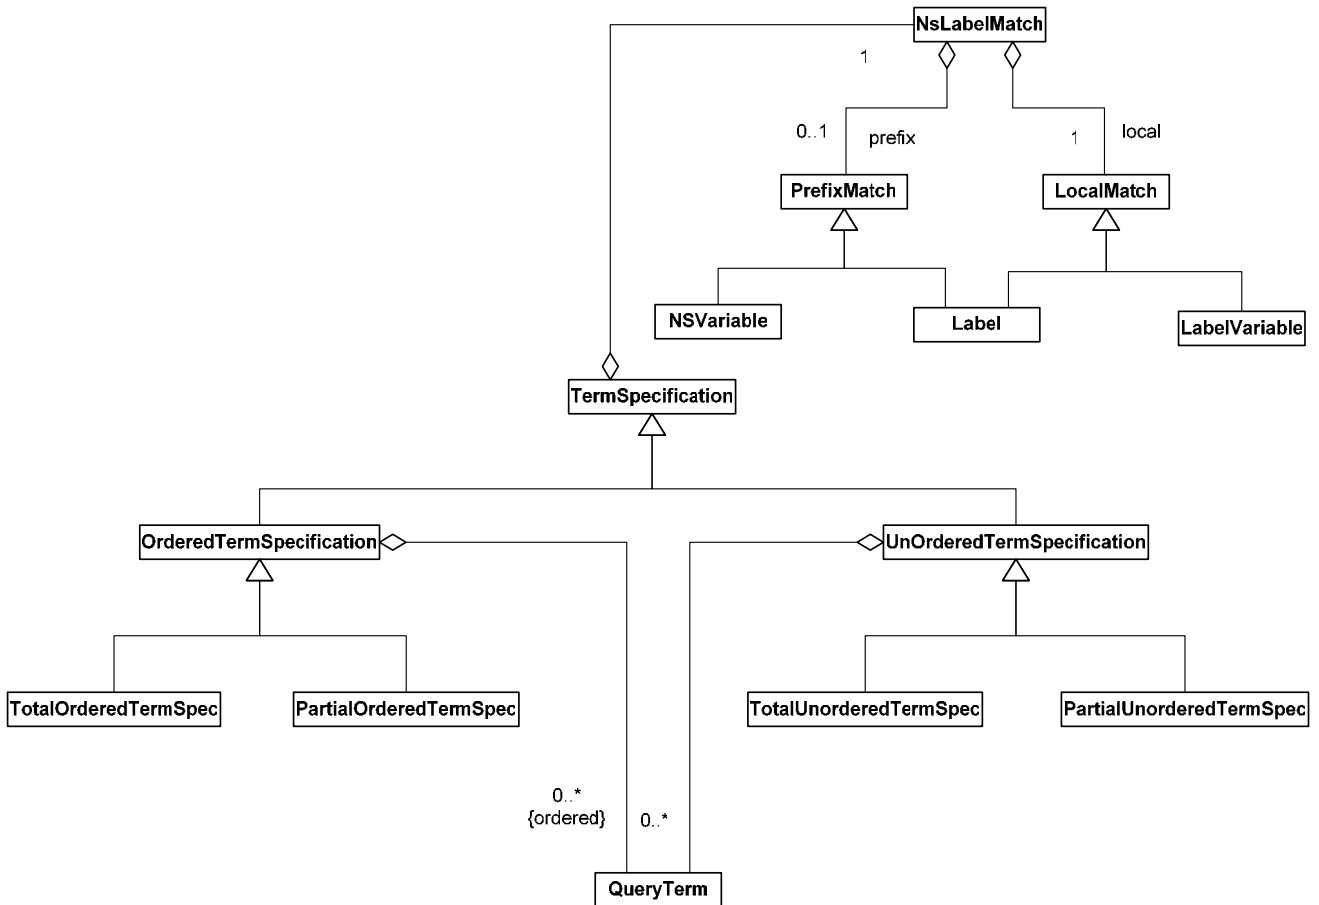 NsLabelMatch
1
0..1
prefix
1
local
PrefixMatch
LocalMatch
NSVariable
Label
LabelVariable
TermSpecification
OrderedTermSpecification
UnOrderedTermSpecification
TotalOrderedTermSpec
PartialOrderedTermSpec
TotalUnorderedTermSpec
PartialUnorderedTermSpec
0..*
{ordered}
0..*
QueryTerm